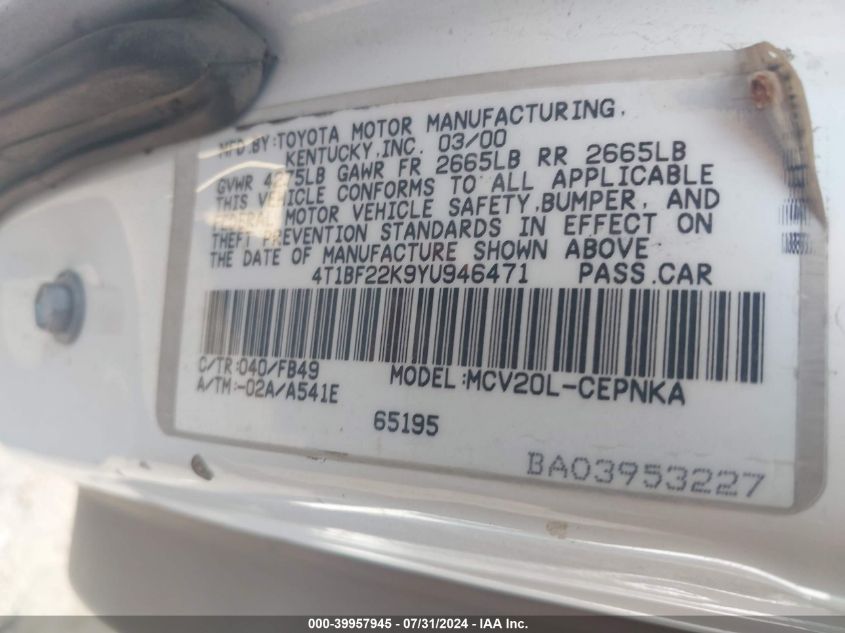 MFD.BY:TOYOTA MOTOR MANUFACTURING,
KENTUCKY,INC. 03/00
GVWR 4275LB GAWR FR 2665LB RR 2665LB
THIS VEHICLE CONFORMS TO ALL APPLICABLE
FEDERAL MOTOR VEHICLE SAFETY,BUMPER, AND
THEFT PREVENTION STANDARDS IN EFFECT ON
THE DATE OF MANUFACTURE SHOWN ABOVE
4T1BF22K9YU946471 PASS.CAR
C/TR:040/FB49
A/TM:-02A/A541E
MODEL:MCV20L-CEPNKA
65195
BA03953227
000-39957945 / 07/31/2024 - IAA Inc.